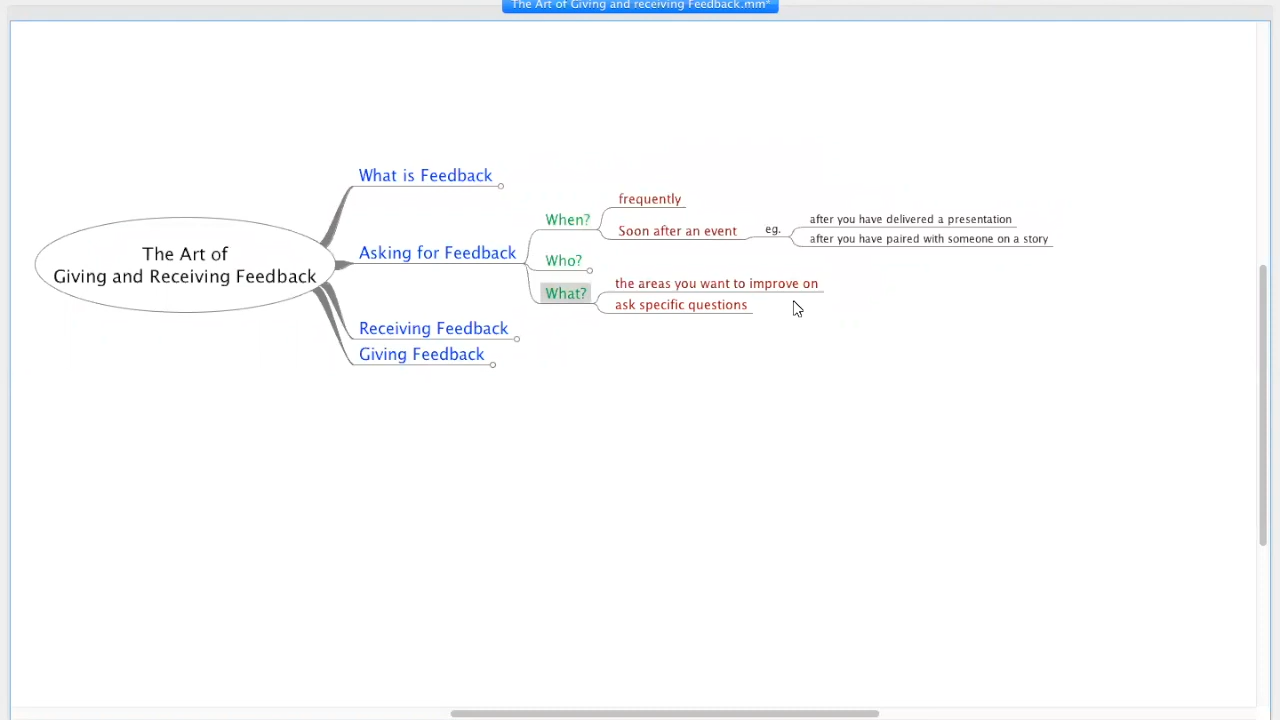 The Art of Giving and receiving Feedback.mm*
What is Feedback
frequently
When?
after you have delivered a presentation
Soon after an event
eg.
after you have paired with someone on a story
The Art of
Giving and Receiving Feedback
Asking for Feedback
Who?
the areas you want to improve on
What?
ask specific questions
Receiving Feedback
Giving Feedback